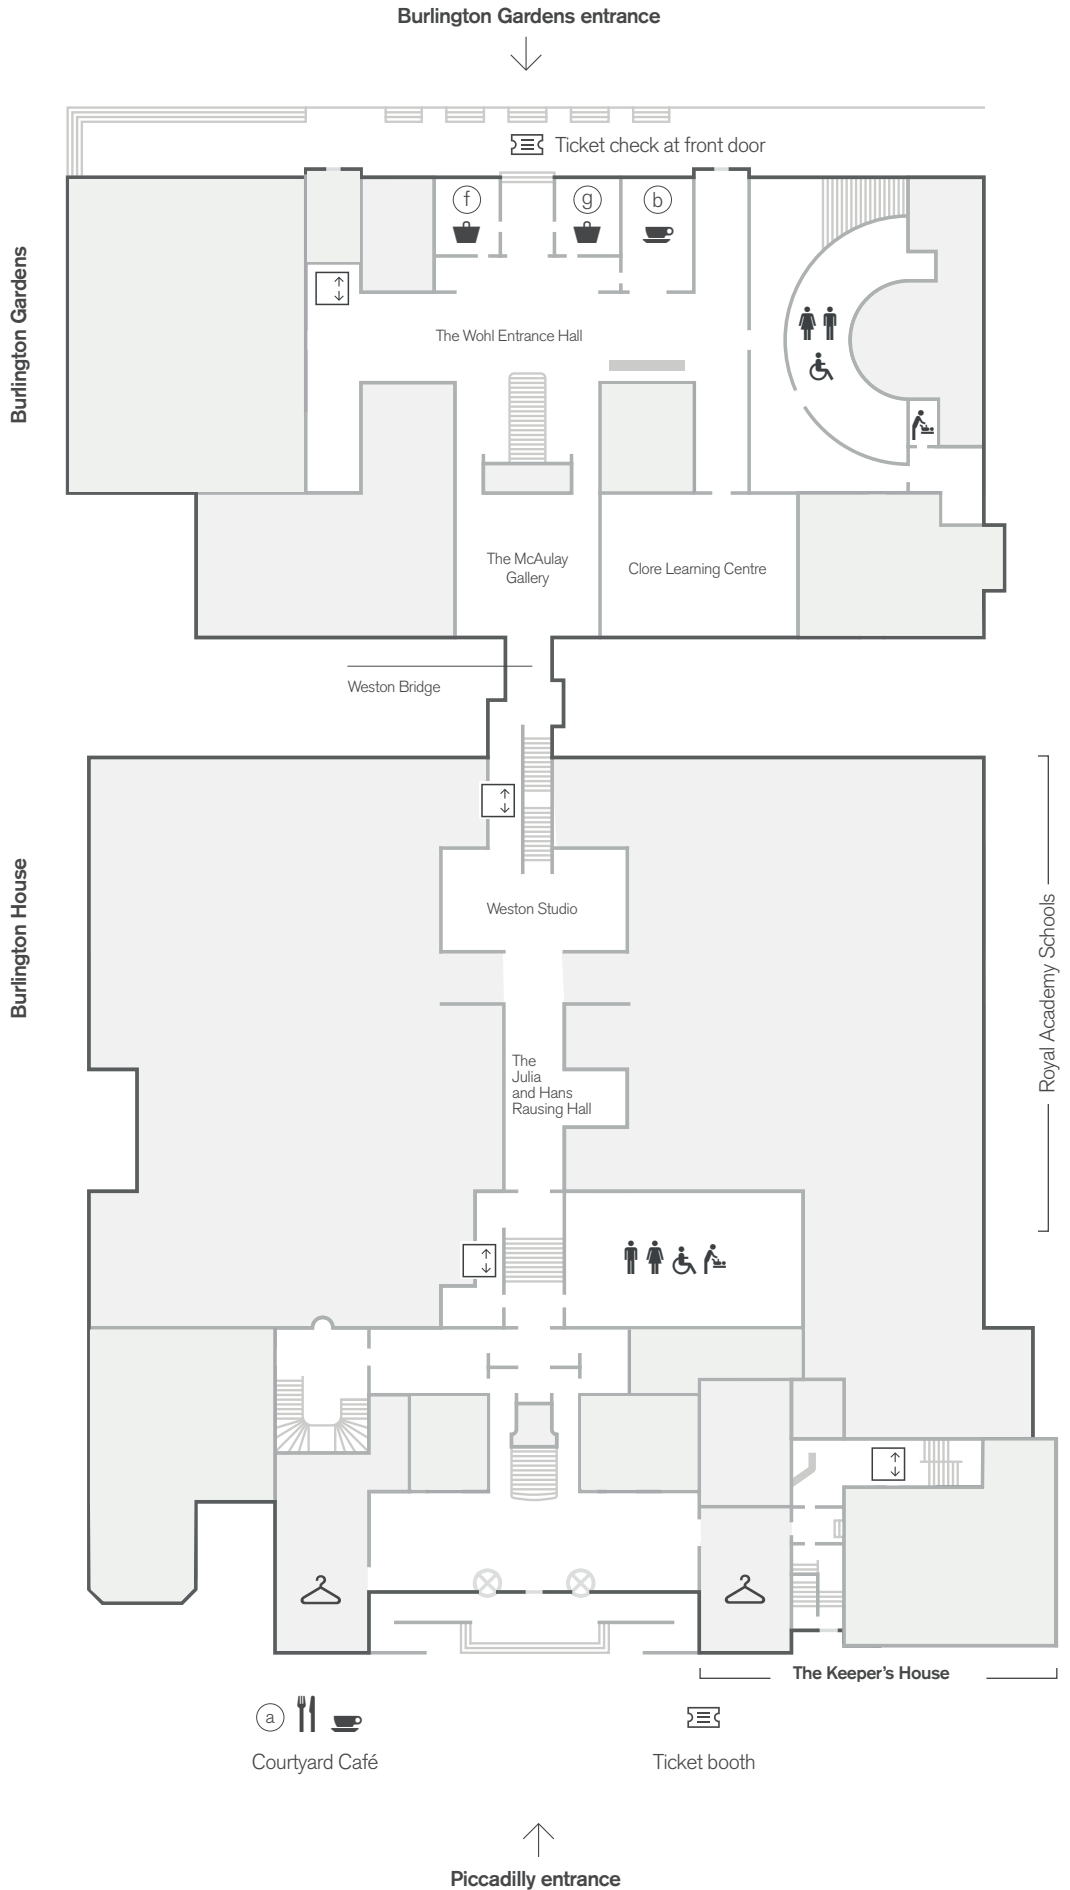 Burlington Gardens entrance
Ticket check at front door
f
g
b
Burlington Gardens
The Wohl Entrance Hall
The McAulay
Gallery
Clore Learning Centre
Weston Bridge
Burlington House
Weston Studio
Royal Academy Schools
The
Julia
and Hans
Rausing Hall
The Keeper's House
a
Courtyard Café
Ticket booth
Piccadilly entrance